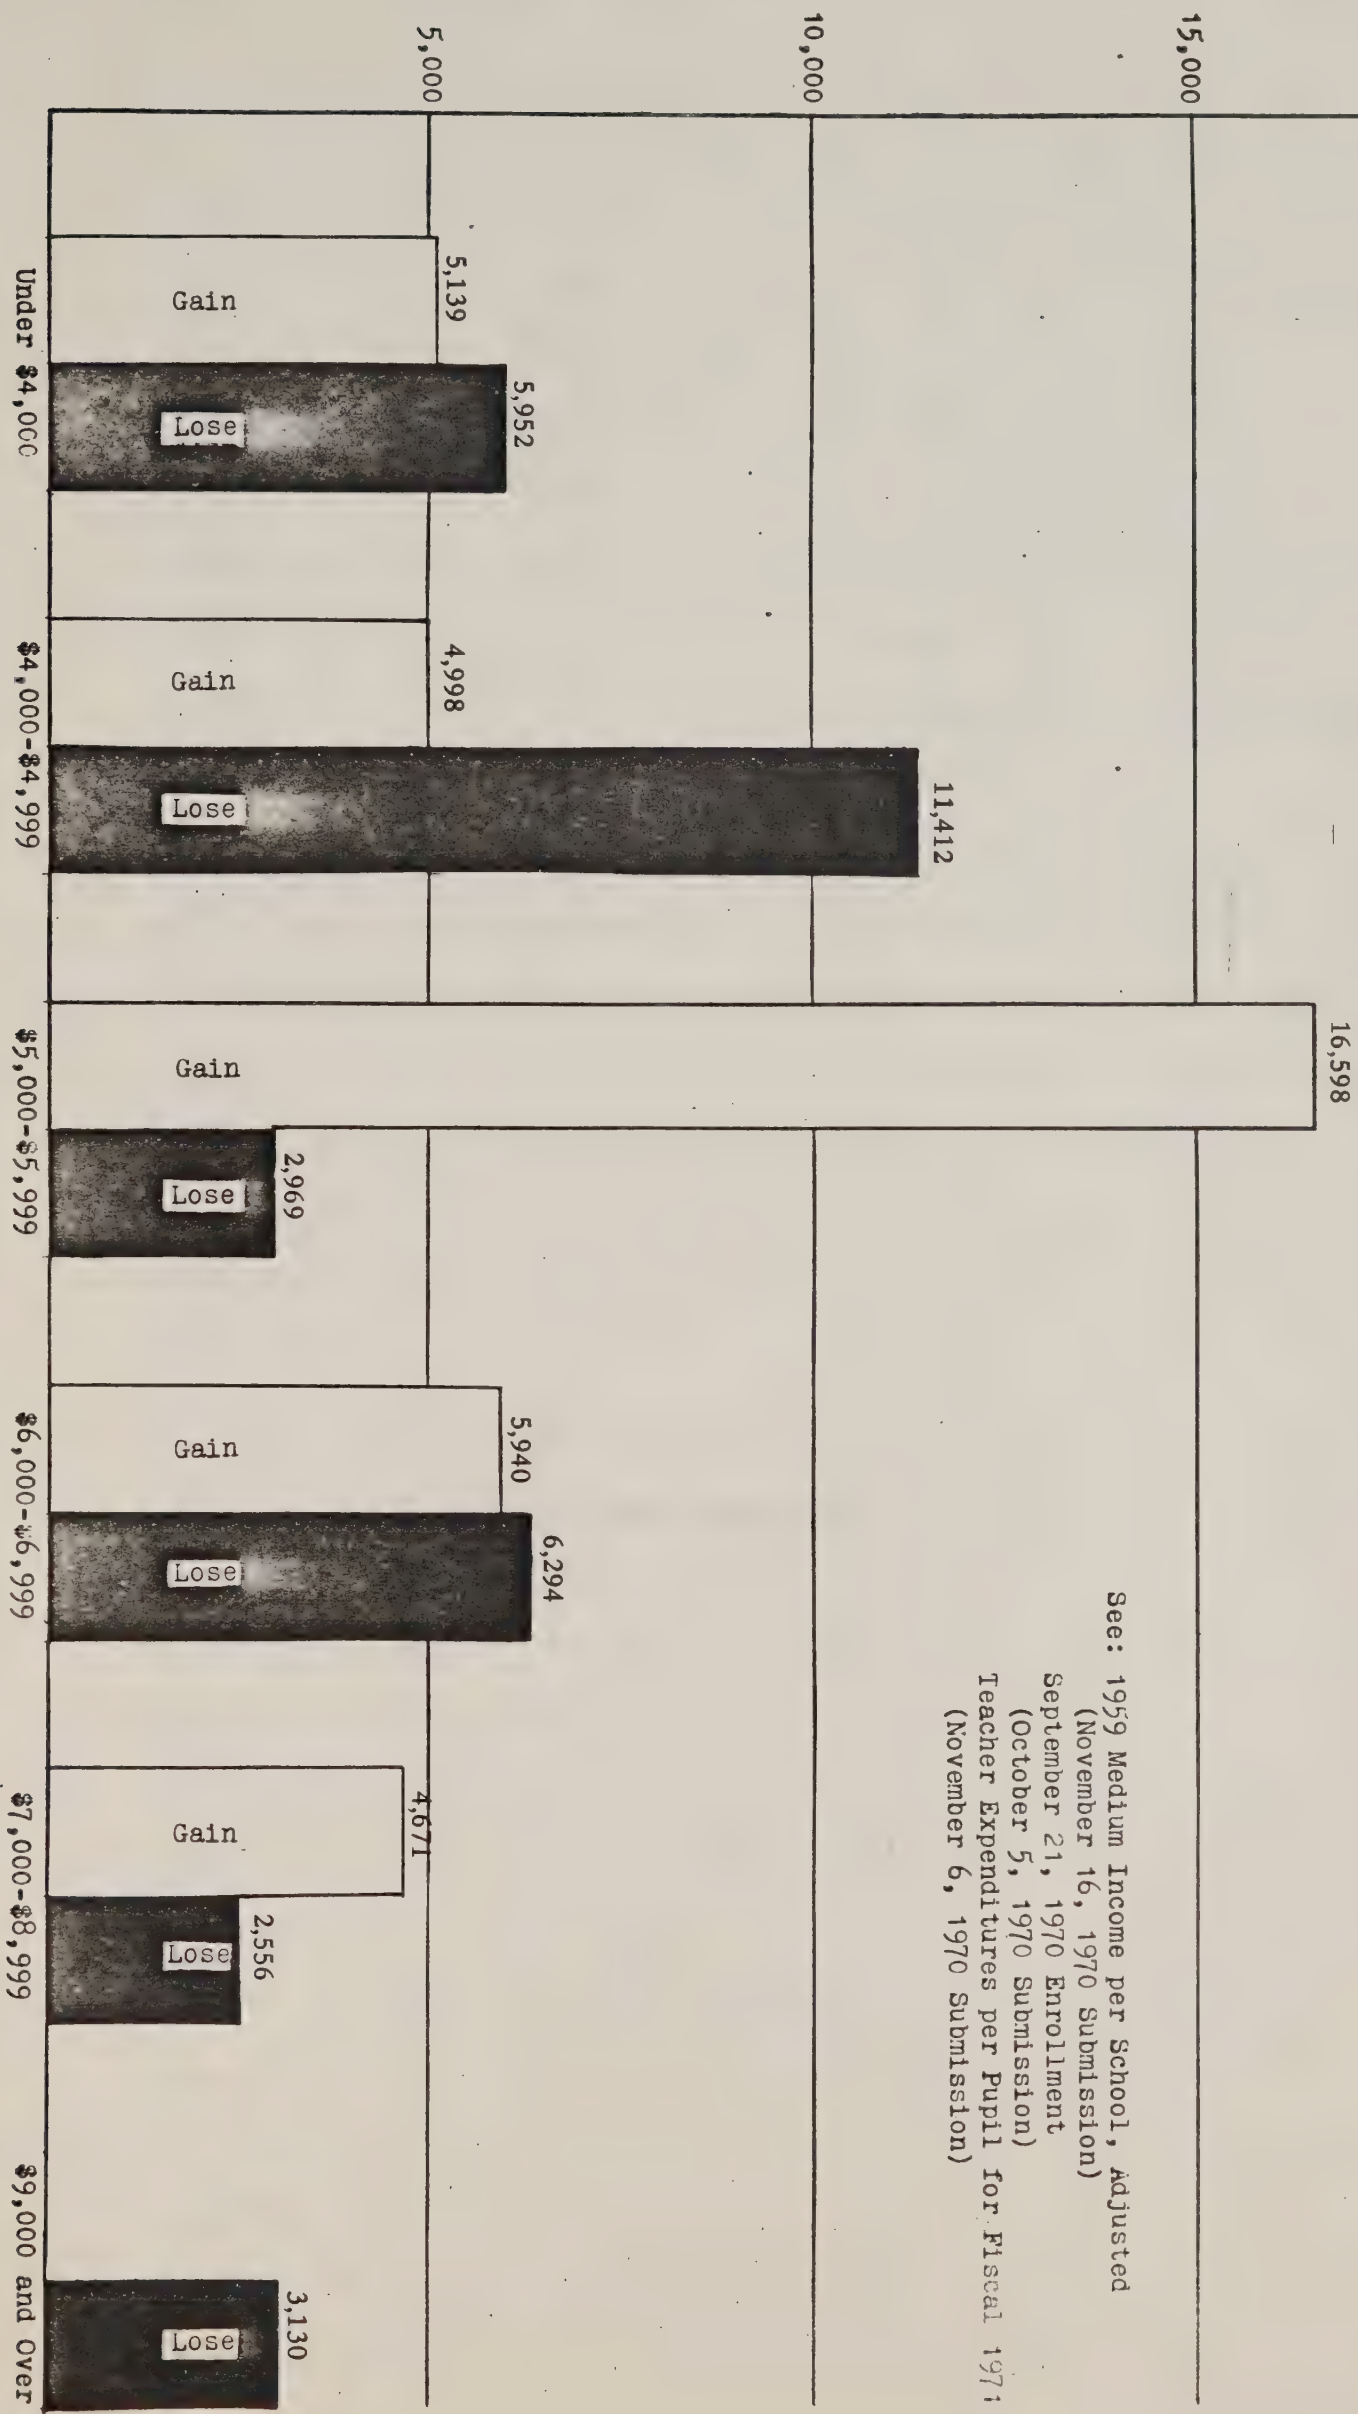 15,000
10,000
5,000
16,598
11,412
5,139
5,952
4,998
2,969
5,940
6,294
4,671
2,556
3,130
Gain
Lose
Gain
Lose
Gain
Lose
Gain
Lose
Gain
Lose
Lose
Under $4,000
$4,000-$4,999
$5,000-$5,999
$6,000-$6,999
$7,000-$8,999
$9,000 and Over
See: 1959 Medium Income per School, Adjusted
(November 16, 1970 Submission)
September 21, 1970 Enrollment
(October 5, 1970 Submission)
Teacher Expenditures per Pupil for Fiscal 1971
(November 6, 1970 Submission)